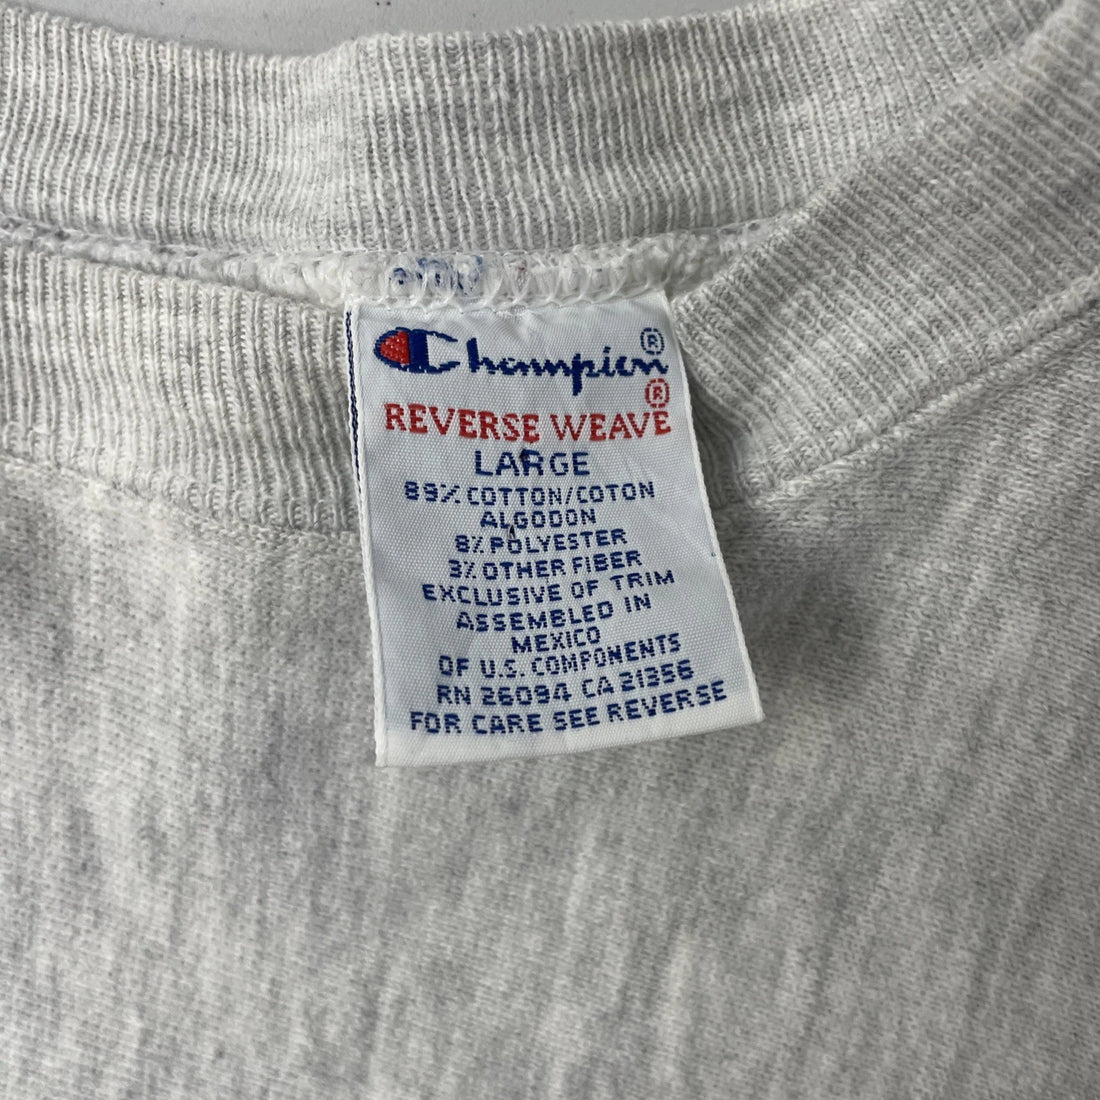 Champion®
REVERSE WEAVE®
LARGE
89% COTTON/COTON
ALGODON
8% POLYESTER
3% OTHER FIBER
EXCLUSIVE OF TRIM
ASSEMBLED IN
MEXICO
OF U.S. COMPONENTS
RN 26094 CA 21356
FOR CARE SEE REVERSE